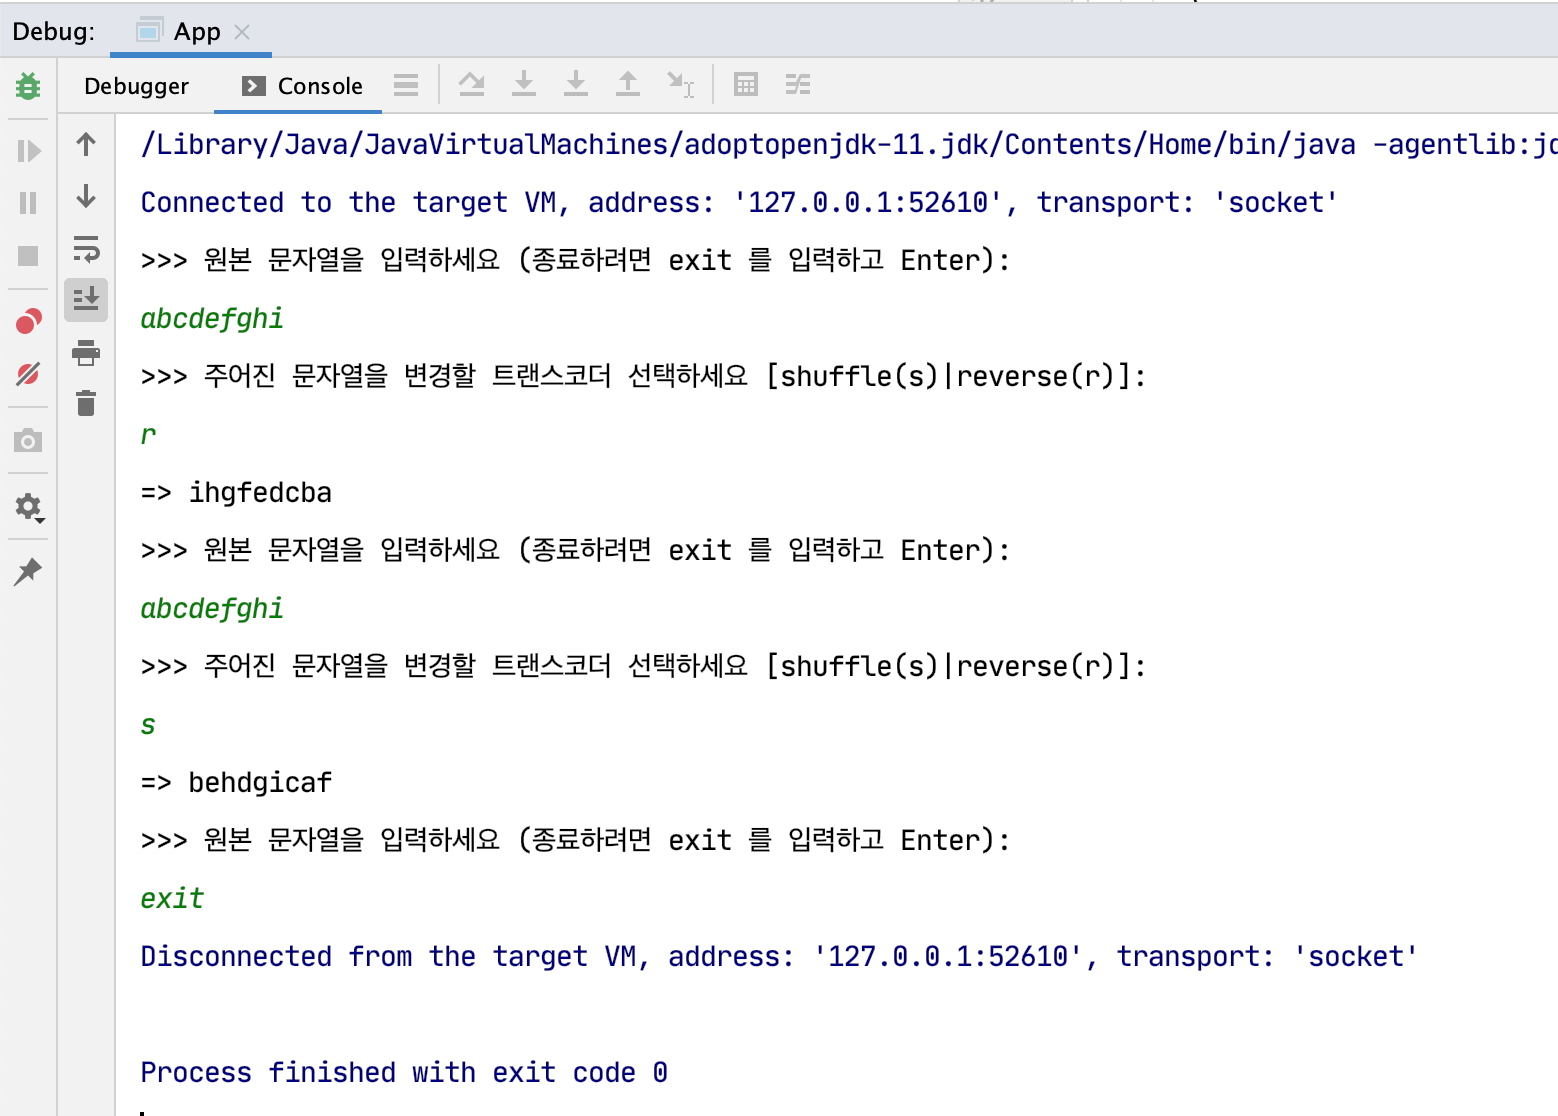 Debug: App
Debugger Console
/Library/Java/JavaVirtualMachines/adoptopenjdk-11.jdk/Contents/Home/bin/java -agentlib:jd
Connected to the target VM, address: '127.0.0.1:52610', transport: 'socket'
>>> 원본 문자열을 입력하세요 (종료하려면 exit 를 입력하고 Enter):
abcdefghi
>>> 주어진 문자열을 변경할 트랜스코더 선택하세요 [shuffle(s)|reverse(r)]:
r
=> ihgfedcba
>>> 원본 문자열을 입력하세요 (종료하려면 exit 를 입력하고 Enter):
abcdefghi
>>> 주어진 문자열을 변경할 트랜스코더 선택하세요 [shuffle(s)|reverse(r)]:
s
=> behdgicaf
>>> 원본 문자열을 입력하세요 (종료하려면 exit 를 입력하고 Enter):
exit
Disconnected from the target VM, address: '127.0.0.1:52610', transport: 'socket'
Process finished with exit code 0